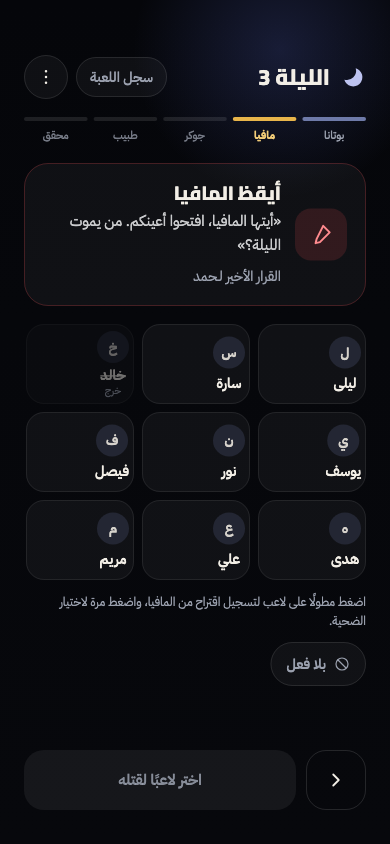 الليلة 3
سجل اللعبة
بوتانا
مافيا
جوكر
طبيب
محقق
أيقظ المافيا
«أيتها المافيا، افتحوا أعينكم. من يموت
الليلة؟»
القرار الأخير لـحمد
ل
ليلى
س
سارة
خ
خالد
خرج
ي
يوسف
ن
نور
ف
فيصل
ه
هدى
ع
علي
م
مريم
اضغط مطولًا على لاعب لتسجيل اقتراح من المافيا، واضغط مرة لاختيار
الضحية.
بلا فعل
اختر لاعبًا لقتله